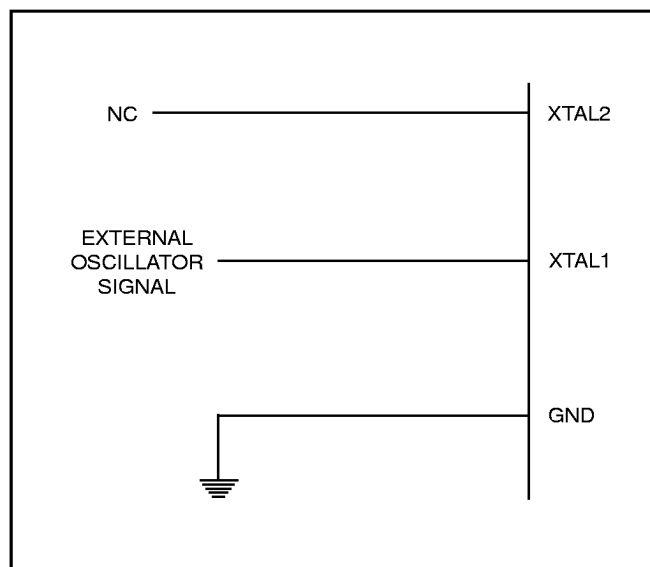 NC
XTAL2
EXTERNAL
OSCILLATOR
SIGNAL
XTAL1
GND